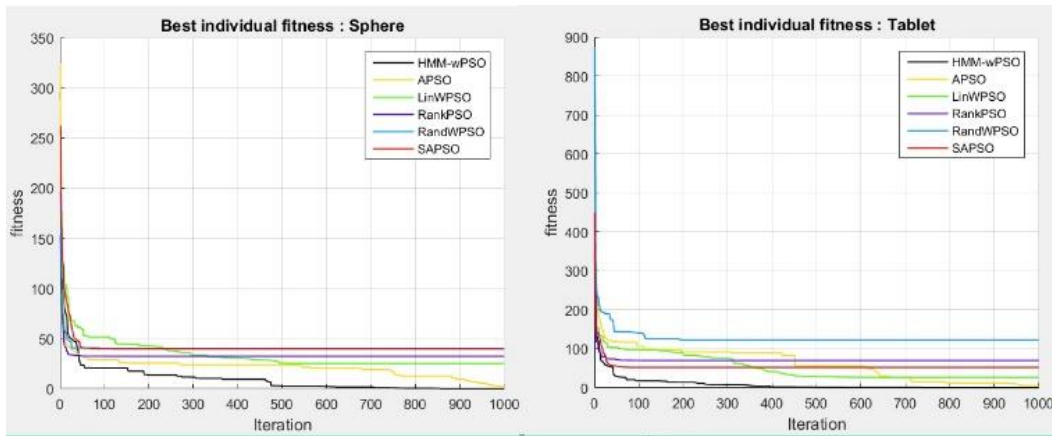 Best individual fitness : Sphere
350
300
250
200
150
100
50
0
fitness
HMM-wPSO
APSO
LinWPSO
RankPSO
RandWPSO
SAPSO
0 100 200 300 400 500 600 700 800 900 1000
Iteration
Best individual fitness : Tablet
900
800
700
600
500
400
300
200
100
0
fitness
HMM-wPSO
APSO
LinWPSO
RankPSO
RandWPSO
SAPSO
0 100 200 300 400 500 600 700 800 900 1000
Iteration